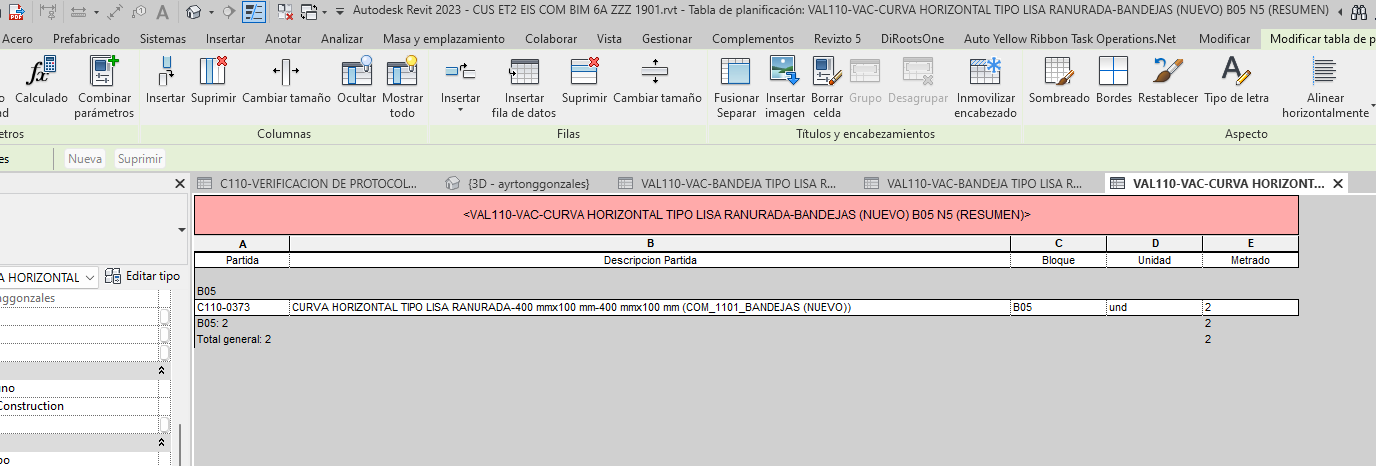 PDF
Autodesk Revit 2023 - CUS ET2 EIS COM BIM 6A ZZZ 1901.rvt - Tabla de planificación: VAL110-VAC-CURVA HORIZONTAL TIPO LISA RANURADA-BANDEJAS (NUEVO) B05 N5 (RESUMEN)
Acero Prefabricado Sistemas Insertar Anotar Analizar Masa y emplazamiento Colaborar Vista Gestionar Complementos Revizto 5 DiRootsOne Auto Yellow Ribbon Task Operations.Net Modificar Modificar tabla de p
Calculado Combinar parámetros Insertar Suprimir Cambiar tamaño Ocultar Mostrar todo Insertar Insertar fila de datos Suprimir Cambiar tamaño Fusionar Separar Insertar imagen Borrar celda Grupo Desagrupar Inmovilizar encabezado Sombreado Bordes Restablecer Tipo de letra Alinear horizontalmente
etros Columnas Filas Títulos y encabezamientos Aspecto
es Nueva Suprimir
C110-VERIFICACION DE PROTOCOL... {3D - ayrtonggonzales} VAL110-VAC-BANDEJA TIPO LISA R... VAL110-VAC-BANDEJA TIPO LISA R... VAL110-VAC-CURVA HORIZONT...
<VAL110-VAC-CURVA HORIZONTAL TIPO LISA RANURADA-BANDEJAS (NUEVO) B05 N5 (RESUMEN)>
A B C D E
Partida Descripcion Partida Bloque Unidad Metrado
B05
C110-0373 CURVA HORIZONTAL TIPO LISA RANURADA-400 mmx100 mm-400 mmx100 mm (COM_1101_BANDEJAS (NUEVO)) B05 und 2
B05: 2 2
Total general: 2 2
A HORIZONTAL Editar tipo
ggonzales
uno
Construction
po